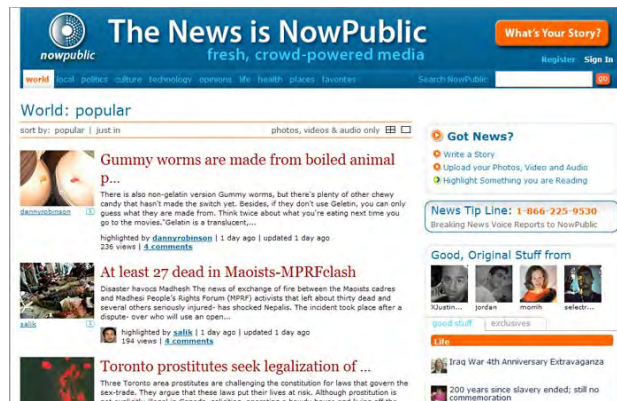 nowpublic
The News is NowPublic
fresh, crowd-powered media
What's Your Story?
Register Sign In
world local politics culture technology opinions life health places favorites
Search NowPublic go
World: popular
sort by: popular | just in
photos, videos & audio only
Gummy worms are made from boiled animal
p...
There is also non-gelatin version Gummy worms, but there's plenty of other chewy
candy that hasn't made the switch yet. Besides, if they don't use Geletin, you can only
guess what they are made from. Think twice about what you're eating next time you
go to the movies."Gelatin is a translucent,...
dannyrobinson
highlighted by dannyrobinson | 1 day ago | updated 1 day ago
236 views | 4 comments
At least 27 dead in Maoists-MPRFclash
Disaster havocs Madhesh The news of exchange of fire between the Maoists cadres
and Madhesi People's Rights Forum (MPRF) activists that left about thirty dead and
several others seriously injured- has shocked Nepalis. The incident took place after a
dispute- over who will use an open...
salik
highlighted by salik | 1 day ago | updated 1 day ago
194 views | 4 comments
Toronto prostitutes seek legalization of ...
Three Toronto area prostitutes are challenging the constitution for laws that govern the
sex-trade. They argue that these laws put their lives at risk. Although prostitution is
Got News?
Write a Story
Upload your Photos, Video and Audio
Highlight Something you are Reading
News Tip Line: 1-866-225-9530
Breaking News Voice Reports to NowPublic
Good, Original Stuff from
XJustin... jordan momh selectr...
good stuff exclusives
Life
Iraq War 4th Anniversary Extravaganza
200 years since slavery ended; still no
commemoration